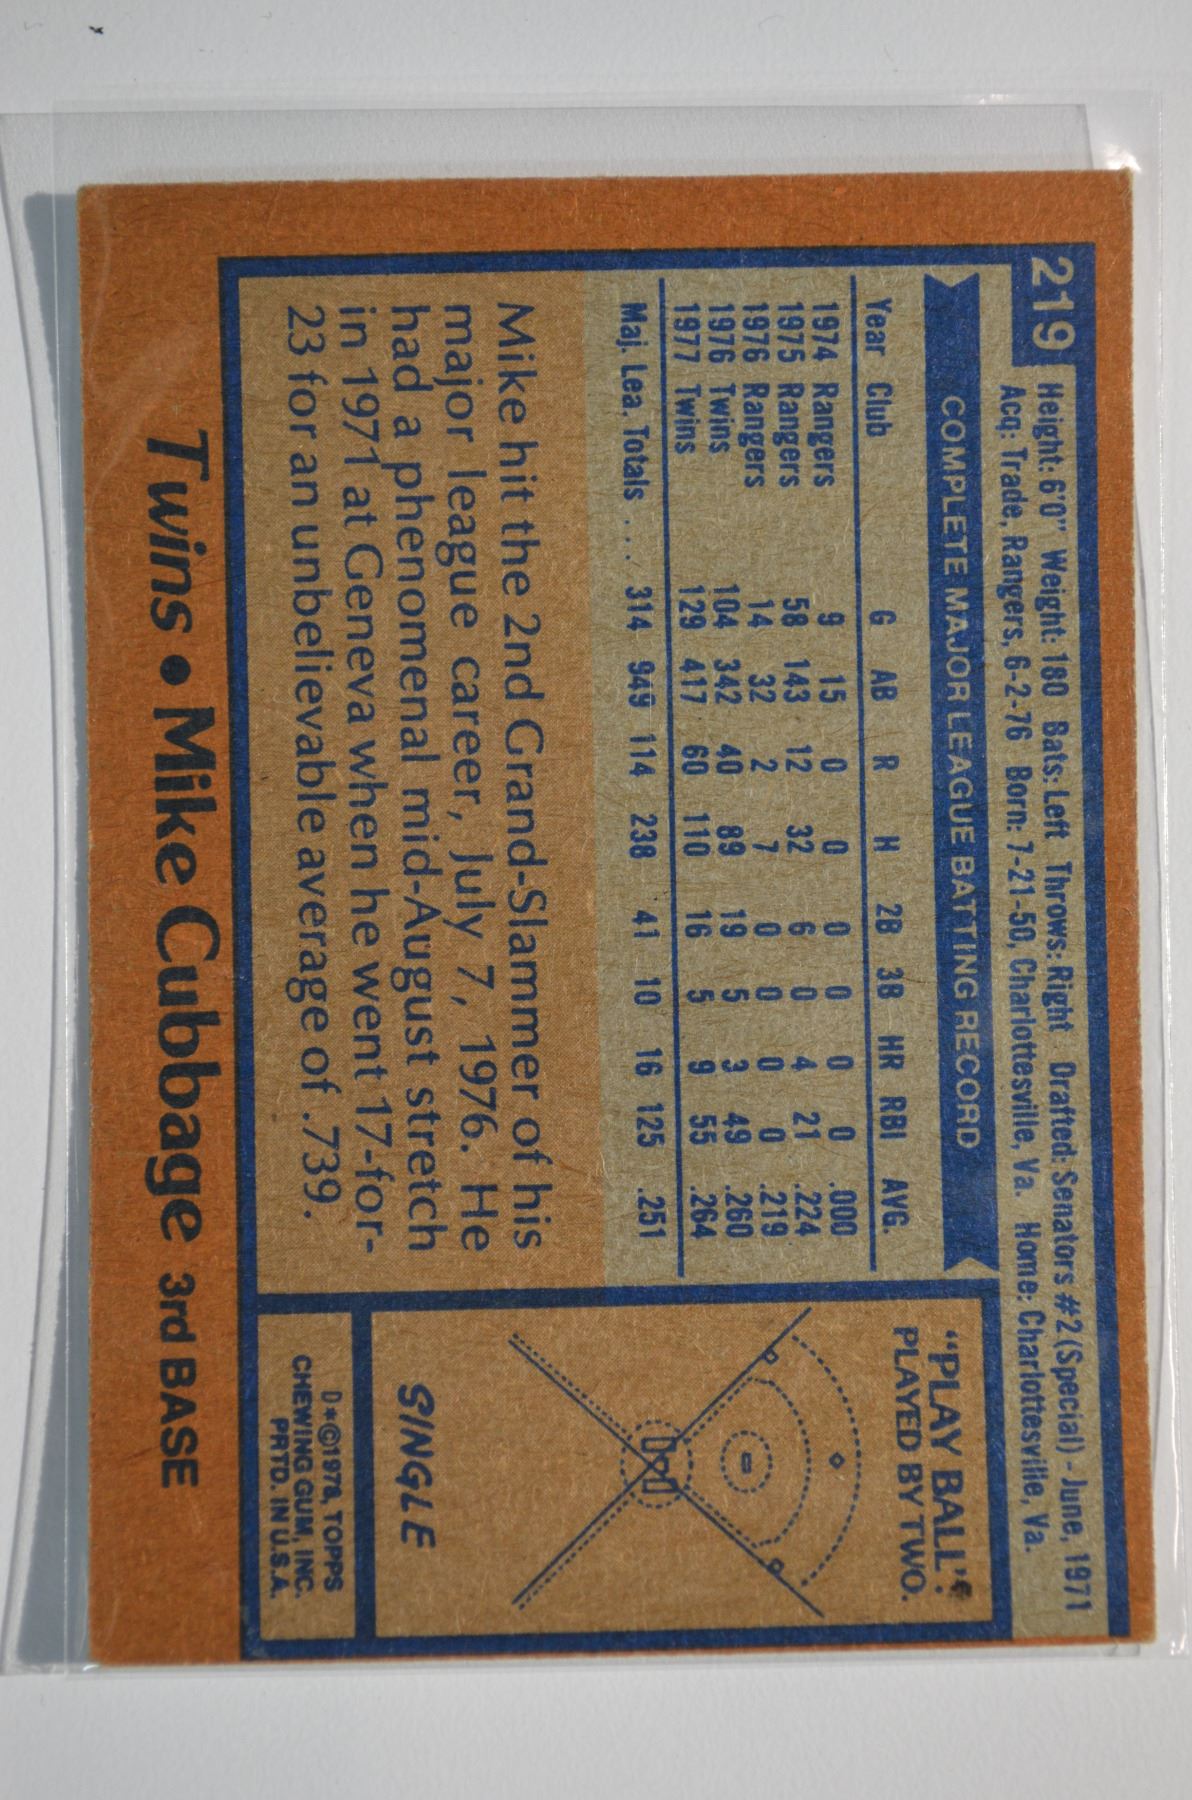 219
Height: 6'0" Weight: 180 Bats: Left Throws: Right Drafted: Senators #2 (Special) - June, 1971
Acq: Trade, Rangers, 6-2-76 Born: 7-21-50, Charlottesville, Va. Home: Charlottesville, Va.
COMPLETE MAJOR LEAGUE BATTING RECORD
Year Club G AB R H 2B 3B HR RBI AVG.
1974 Rangers 9 15 0 0 0 0 0 0 .000
1975 Rangers 58 143 12 32 6 0 4 21 .224
1976 Rangers 14 32 2 7 0 0 0 0 .219
1976 Twins 104 342 40 89 19 5 3 49 .260
1977 Twins 129 417 60 110 16 5 9 55 .264
Maj. Lea. Totals . . . 314 949 114 238 41 10 16 125 .251
Mike hit the 2nd Grand-Slammer of his
major league career, July 7, 1976. He
had a phenomenal mid-August stretch
in 1971 at Geneva when he went 17-for-
23 for an unbelievable average of .739.
"PLAY BALL":
PLAYED BY TWO.
SINGLE
D*©1978, TOPPS
CHEWING GUM, INC.
PRTD. IN U.S.A.
Twins • Mike Cubbage 3rd BASE